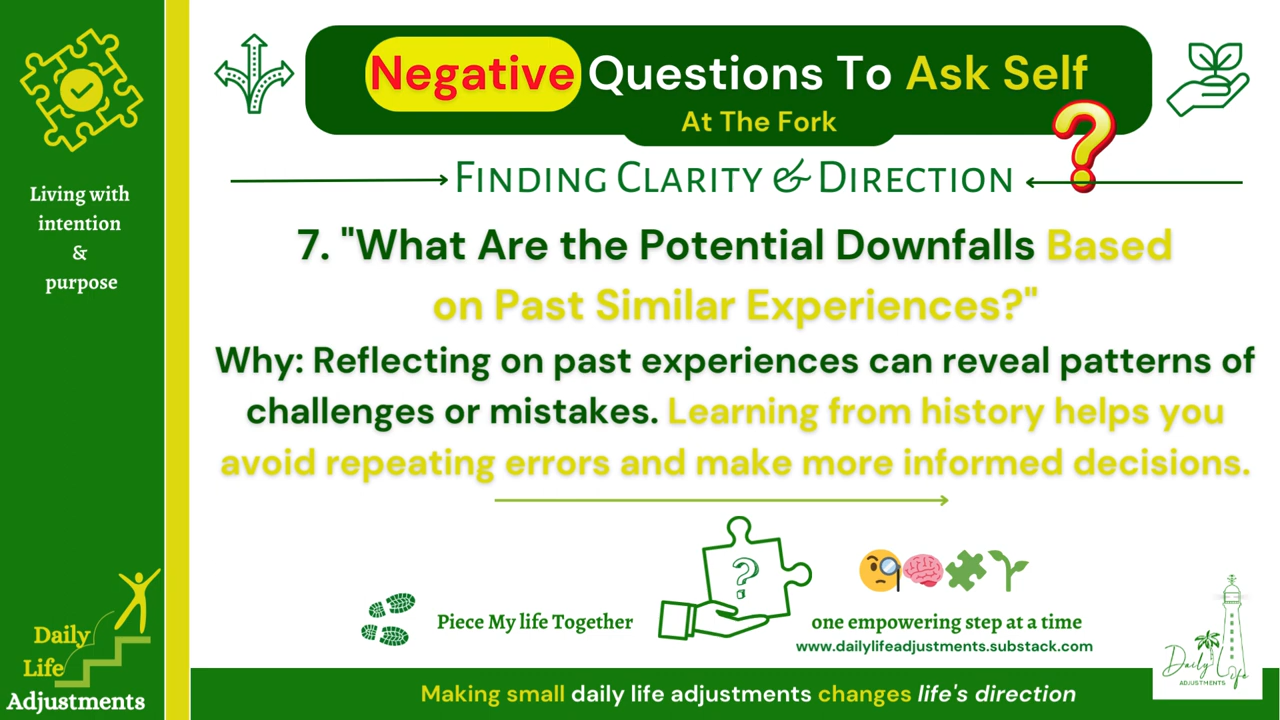 Negative Questions To Ask Self
At The Fork
FINDING CLARITY & DIRECTION
Living with
intention
&
purpose
7. "What Are the Potential Downfalls Based
on Past Similar Experiences?"
Why: Reflecting on past experiences can reveal patterns of
challenges or mistakes. Learning from history helps you
avoid repeating errors and make more informed decisions.
?
Piece My life Together
one empowering step at a time
www.dailylifeadjustments.substack.com
Daily
Life
Adjustments
Daily Life
ADJUSTMENTS
Making small daily life adjustments changes life's direction